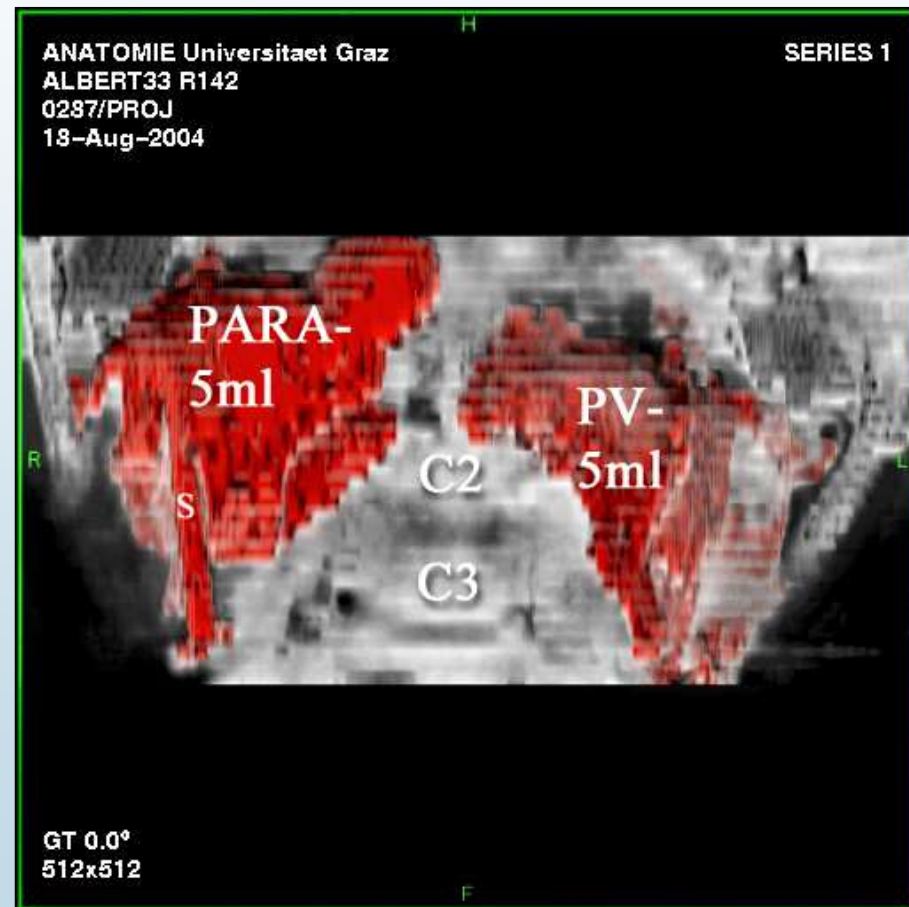 H
ANATOMIE Universitaet Graz
ALBERT33 R142
0287/PROJ
18-Aug-2004
SERIES 1
PARA-
5ml
PV-
5ml
R
C2
L
S
C3
GT 0.0°
512x512
F